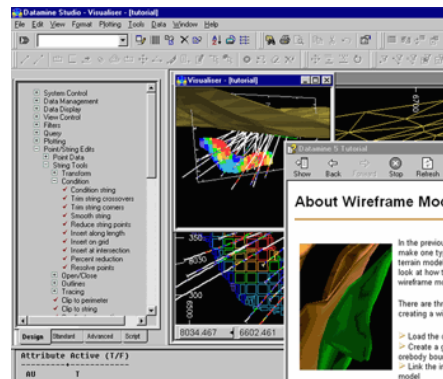 Datamine Studio - Visualiser - [tutorial]
File Edit View Format Plotting Tools Data Window Help
System Control
Data Management
Data Display
View Control
Filters
Query
Plotting
Point/String Edits
Point Data
String Tools
Transform
Condition
Condition string
Trim string crossovers
Trim string corners
Smooth string
Reduce string points
Insert along length
Insert on grid
Insert at intersection
Percent reduction
Resolve points
Open/Close
Outlines
Tracing
Clip to perimeter
Clip to string
Design Standard Advanced Script
Attribute Active (T/F)
AU T
Visualiser - [tutorial]
350
8030
300
8034.467 6602.461
6700
Datamine S Tutorial
Show Back Forward Stop Refresh
About Wireframe Mod
In the previou
make one typ
terrain model
look at how t
wireframe mo
There are thr
creating a wi
> Load the
> Create a g
orebody bou
> Link the
model